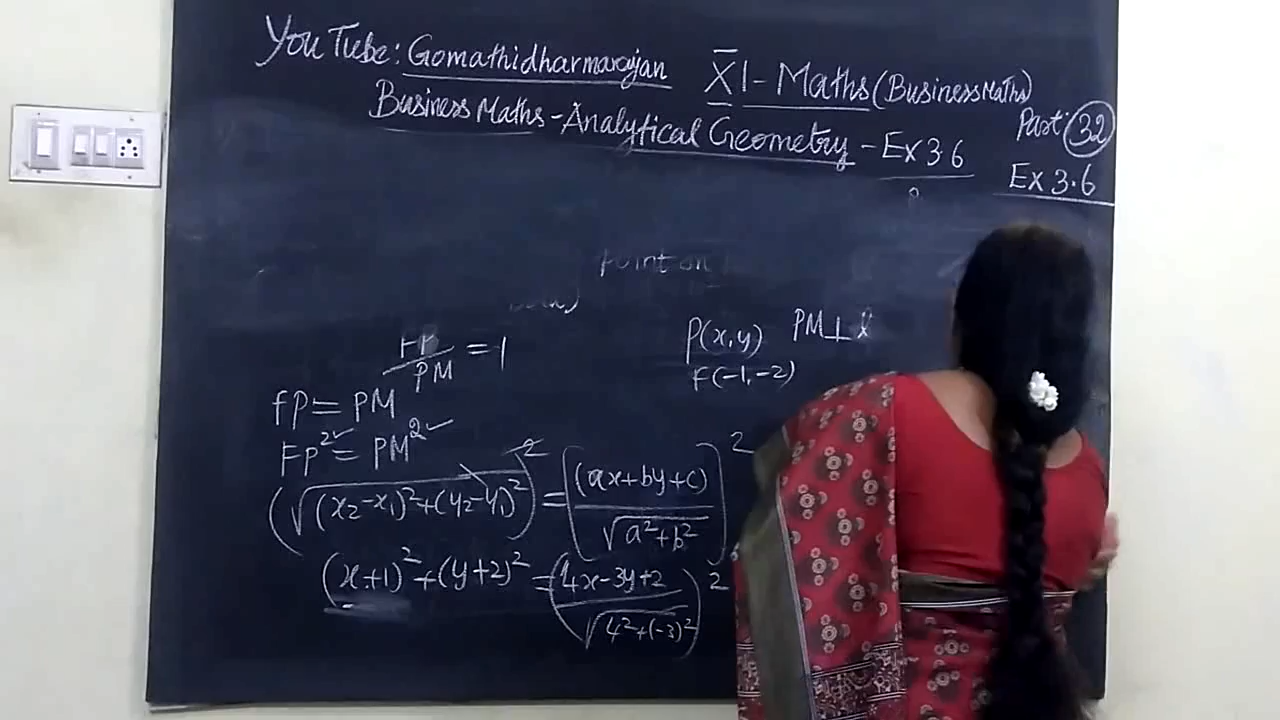 YouTube: Gomathidharmarajan XI-Maths (Business Maths)
Business Maths - Analytical Geometry - Ex 3.6
Part: 32
Ex 3.6
point on
FP/PM = 1
P(x,y) PM⊥l
F(-1,-2)
FP = PM
FP² = PM²
(√(x₂-x₁)²+(y₂-y₁)²)² = [(ax+by+c)/√a²+b²]²
(x+1)²+(y+2)² = (4x-3y+2/√4²+(-3)²)²